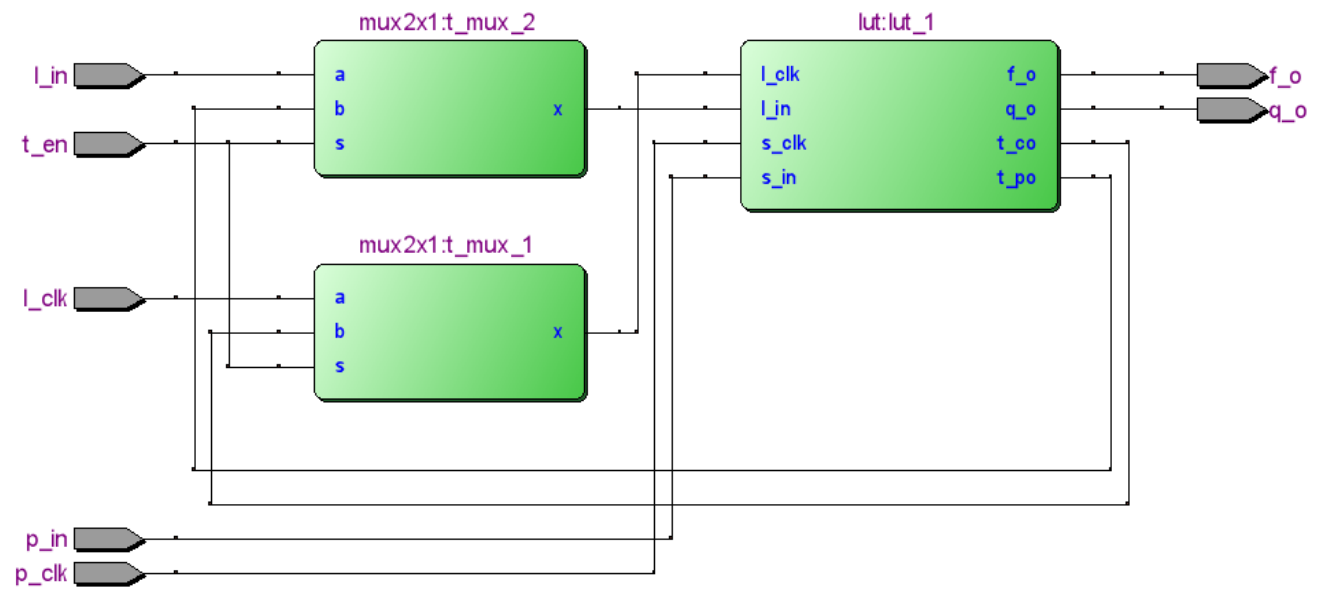 mux2x1:t_mux_2
lut:lut_1
l_in
a
l_clk
f_o
f_o
b
x
l_in
q_o
q_o
t_en
s
s_clk
t_co
s_in
t_po
mux2x1:t_mux_1
l_clk
a
b
x
s
p_in
p_clk